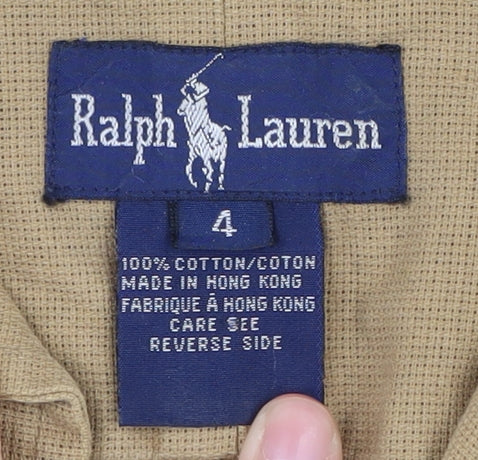 Ralph Lauren
4
100% COTTON/COTON
MADE IN HONG KONG
FABRIQUE À HONG KONG
CARE SEE
REVERSE SIDE